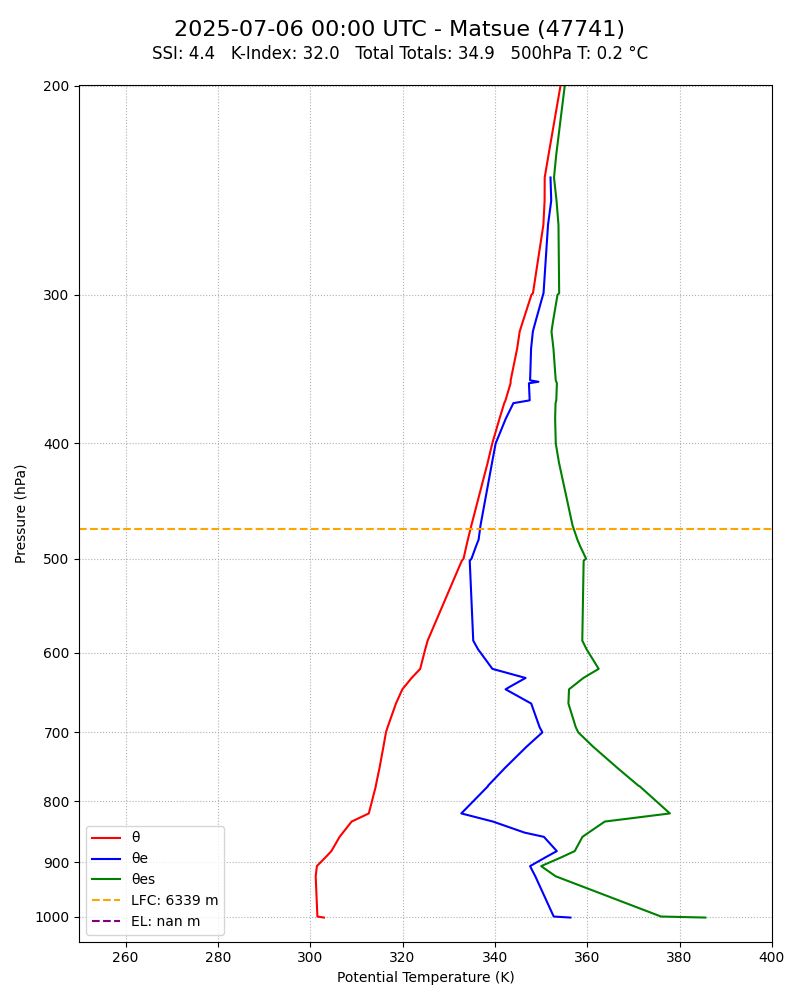 2025-07-06 00:00 UTC - Matsue (47741)
SSI: 4.4   K-Index: 32.0   Total Totals: 34.9   500hPa T: 0.2 °C
200
300
400
500
600
700
800
900
1000
Pressure (hPa)
θ
θe
θes
LFC: 6339 m
EL: nan m
260
280
300
320
340
360
380
400
Potential Temperature (K)